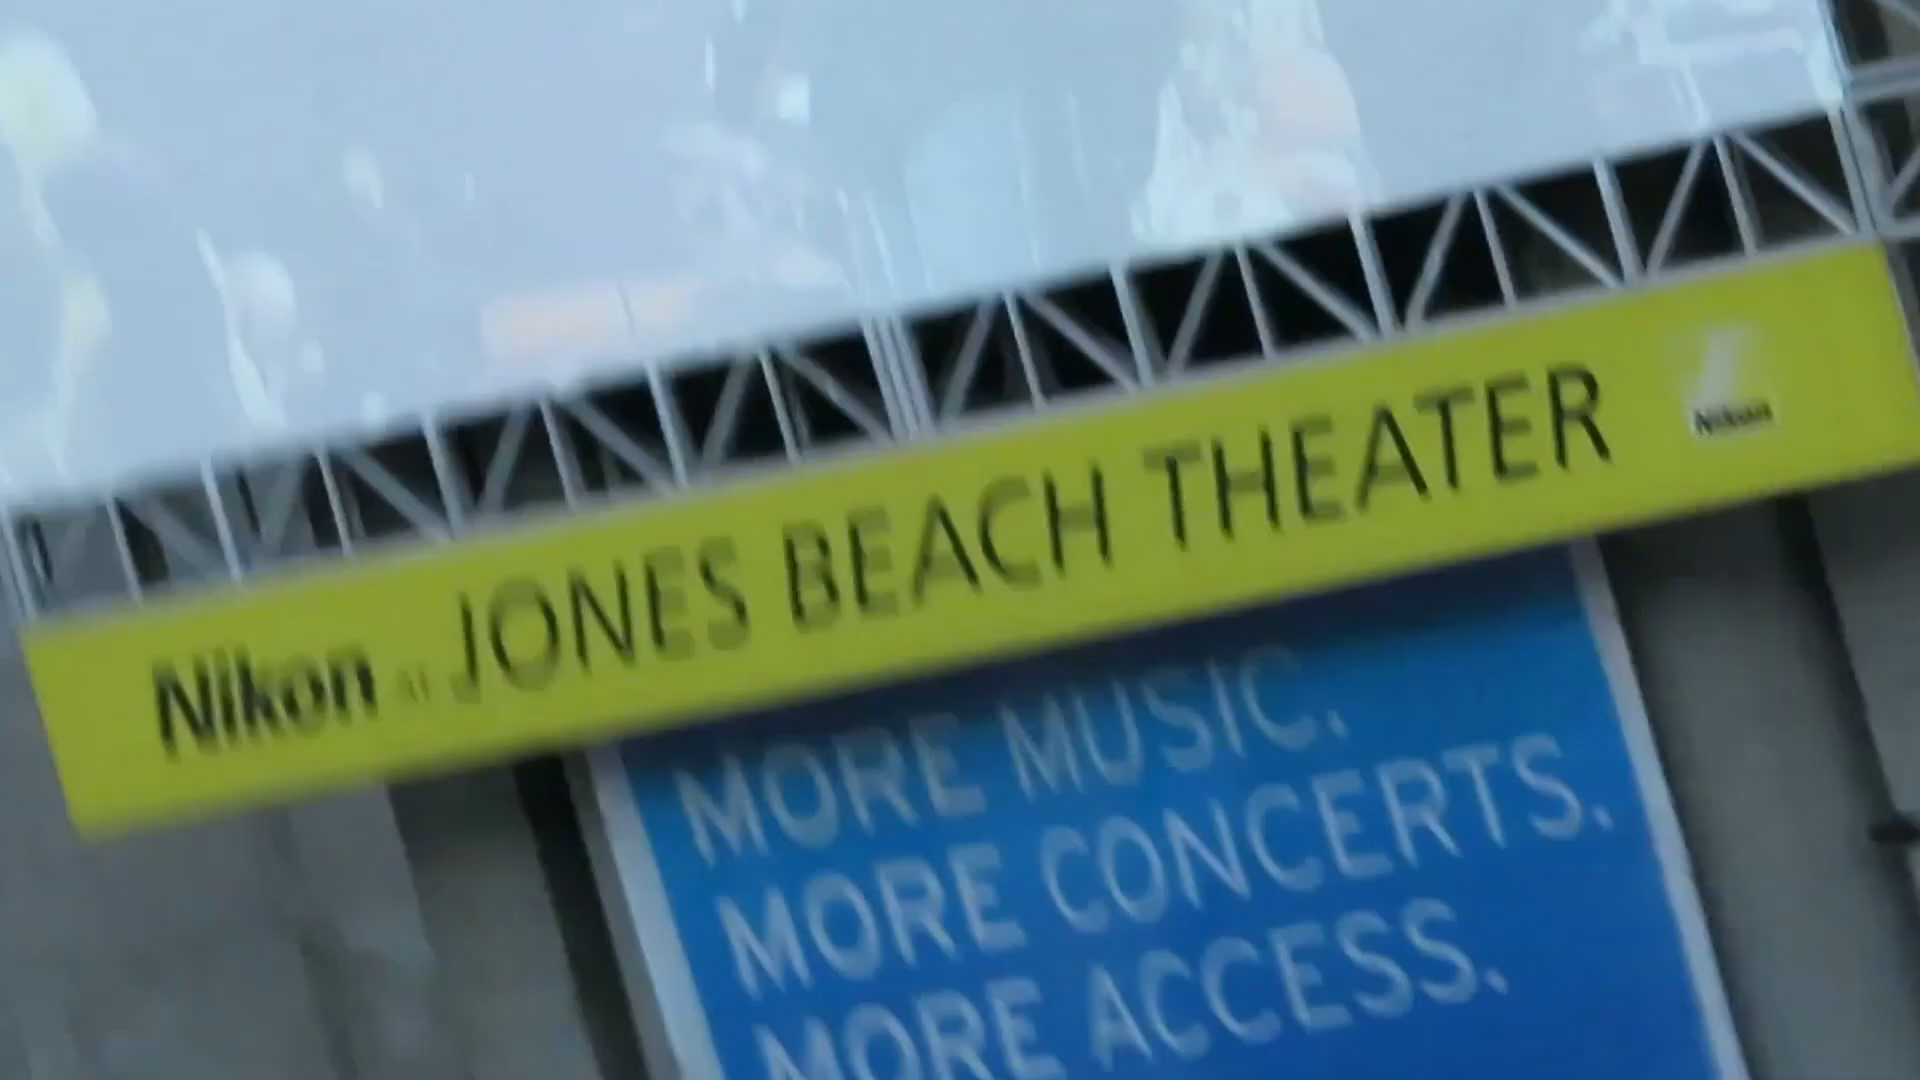 Nikon at JONES BEACH THEATER
Nikon
MORE MUSIC.
MORE CONCERTS.
MORE ACCESS.